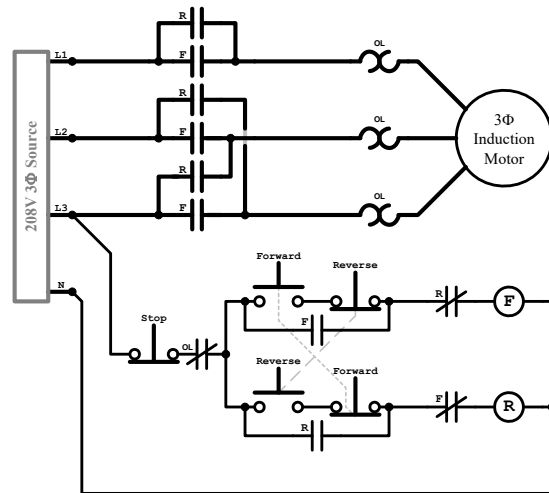 R
L1
F
OL
R
L2
F
OL
3Φ
Induction
Motor
R
L3
F
OL
208V 3Φ Source
N
Forward
Reverse
R
F
F
Stop
OL
Reverse
Forward
F
R
R